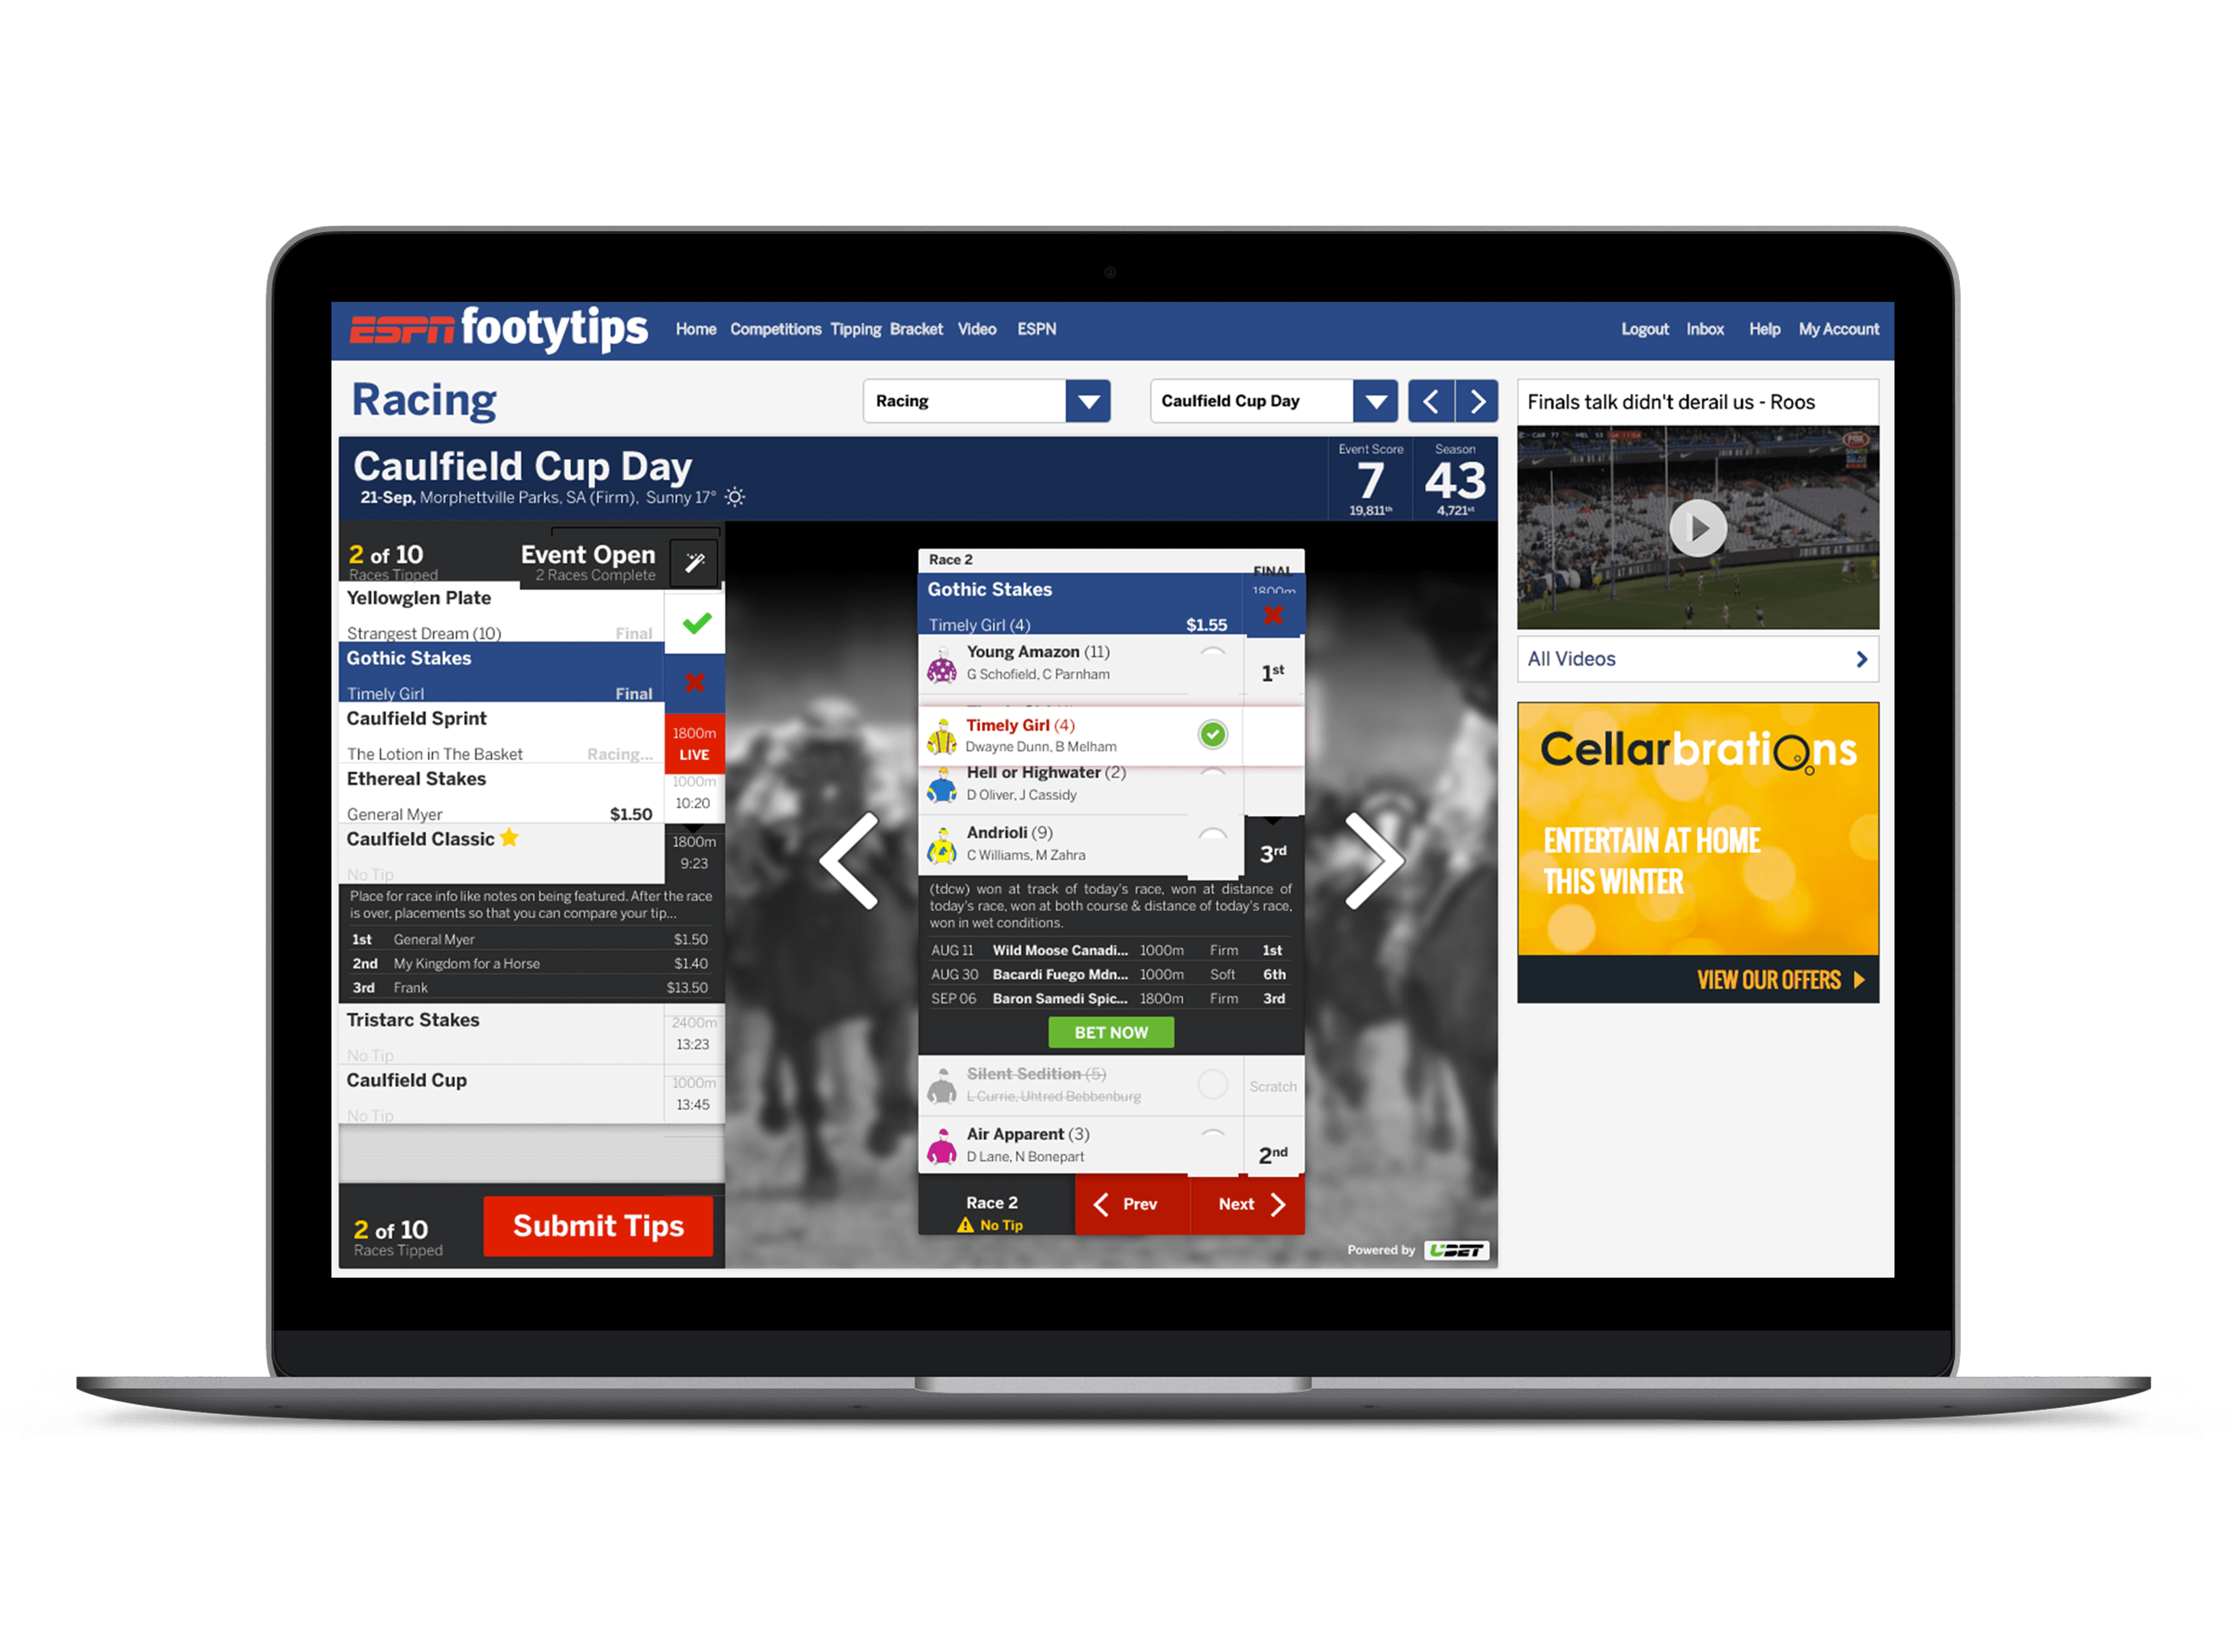 ESPN footytips
Home Competitions Tipping Bracket Video ESPN
Logout Inbox Help My Account
Racing
Racing
Caulfield Cup Day
Caulfield Cup Day
21-Sep, Morphettville Parks, SA (Firm), Sunny 17°
Event Score
7
19,811th
Season
43
4,721st
2 of 10
Races Tipped
Event Open
2 Races Complete
Yellowglen Plate
Strangest Dream (10) Final
Gothic Stakes
Timely Girl Final
Caulfield Sprint
The Lotion in The Basket Racing...
1800m
LIVE
Ethereal Stakes
General Myer $1.50
1000m
10:20
Caulfield Classic
No Tip
1800m
9:23
Place for race info like notes on being featured. After the race
is over, placements so that you can compare your tip...
1st General Myer $1.50
2nd My Kingdom for a Horse $1.40
3rd Frank $13.50
Tristarc Stakes
No Tip
2400m
13:23
Caulfield Cup
No Tip
1000m
13:45
2 of 10
Races Tipped
Submit Tips
Race 2
Gothic Stakes
FINAL
1800m
Timely Girl (4) $1.55
Young Amazon (11)
G Schofield, C Parnham
1st
Timely Girl (4)
Dwayne Dunn, B Melham
Hell or Highwater (2)
D Oliver, J Cassidy
Andrioli (9)
C Williams, M Zahra
3rd
(tdcw) won at track of today's race, won at distance of
today's race, won at both course & distance of today's race,
won in wet conditions.
AUG 11 Wild Moose Canadi... 1000m Firm 1st
AUG 30 Bacardi Fuego Mdn... 1000m Soft 6th
SEP 06 Baron Samedi Spic... 1800m Firm 3rd
BET NOW
Silent Sedition (5)
L Currie, Uhtred Bebbenburg
Scratch
Air Apparent (3)
D Lane, N Bonepart
2nd
Race 2
No Tip
Prev
Next
Powered by UBET
Finals talk didn't derail us - Roos
JOIN US AT NIKE
All Videos
Cellarbrations
ENTERTAIN AT HOME
THIS WINTER
VIEW OUR OFFERS